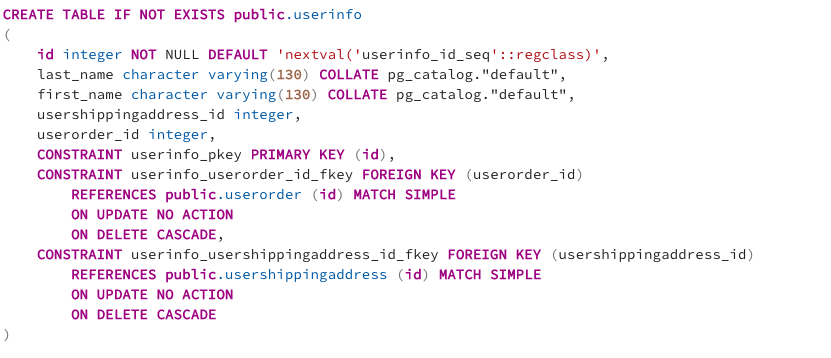 CREATE TABLE IF NOT EXISTS public.userinfo
(
    id integer NOT NULL DEFAULT 'nextval('userinfo_id_seq'::regclass)',
    last_name character varying(130) COLLATE pg_catalog."default",
    first_name character varying(130) COLLATE pg_catalog."default",
    usershippingaddress_id integer,
    userorder_id integer,
    CONSTRAINT userinfo_pkey PRIMARY KEY (id),
    CONSTRAINT userinfo_userorder_id_fkey FOREIGN KEY (userorder_id)
        REFERENCES public.userorder (id) MATCH SIMPLE
        ON UPDATE NO ACTION
        ON DELETE CASCADE,
    CONSTRAINT userinfo_usershippingaddress_id_fkey FOREIGN KEY (usershippingaddress_id)
        REFERENCES public.usershippingaddress (id) MATCH SIMPLE
        ON UPDATE NO ACTION
        ON DELETE CASCADE
)